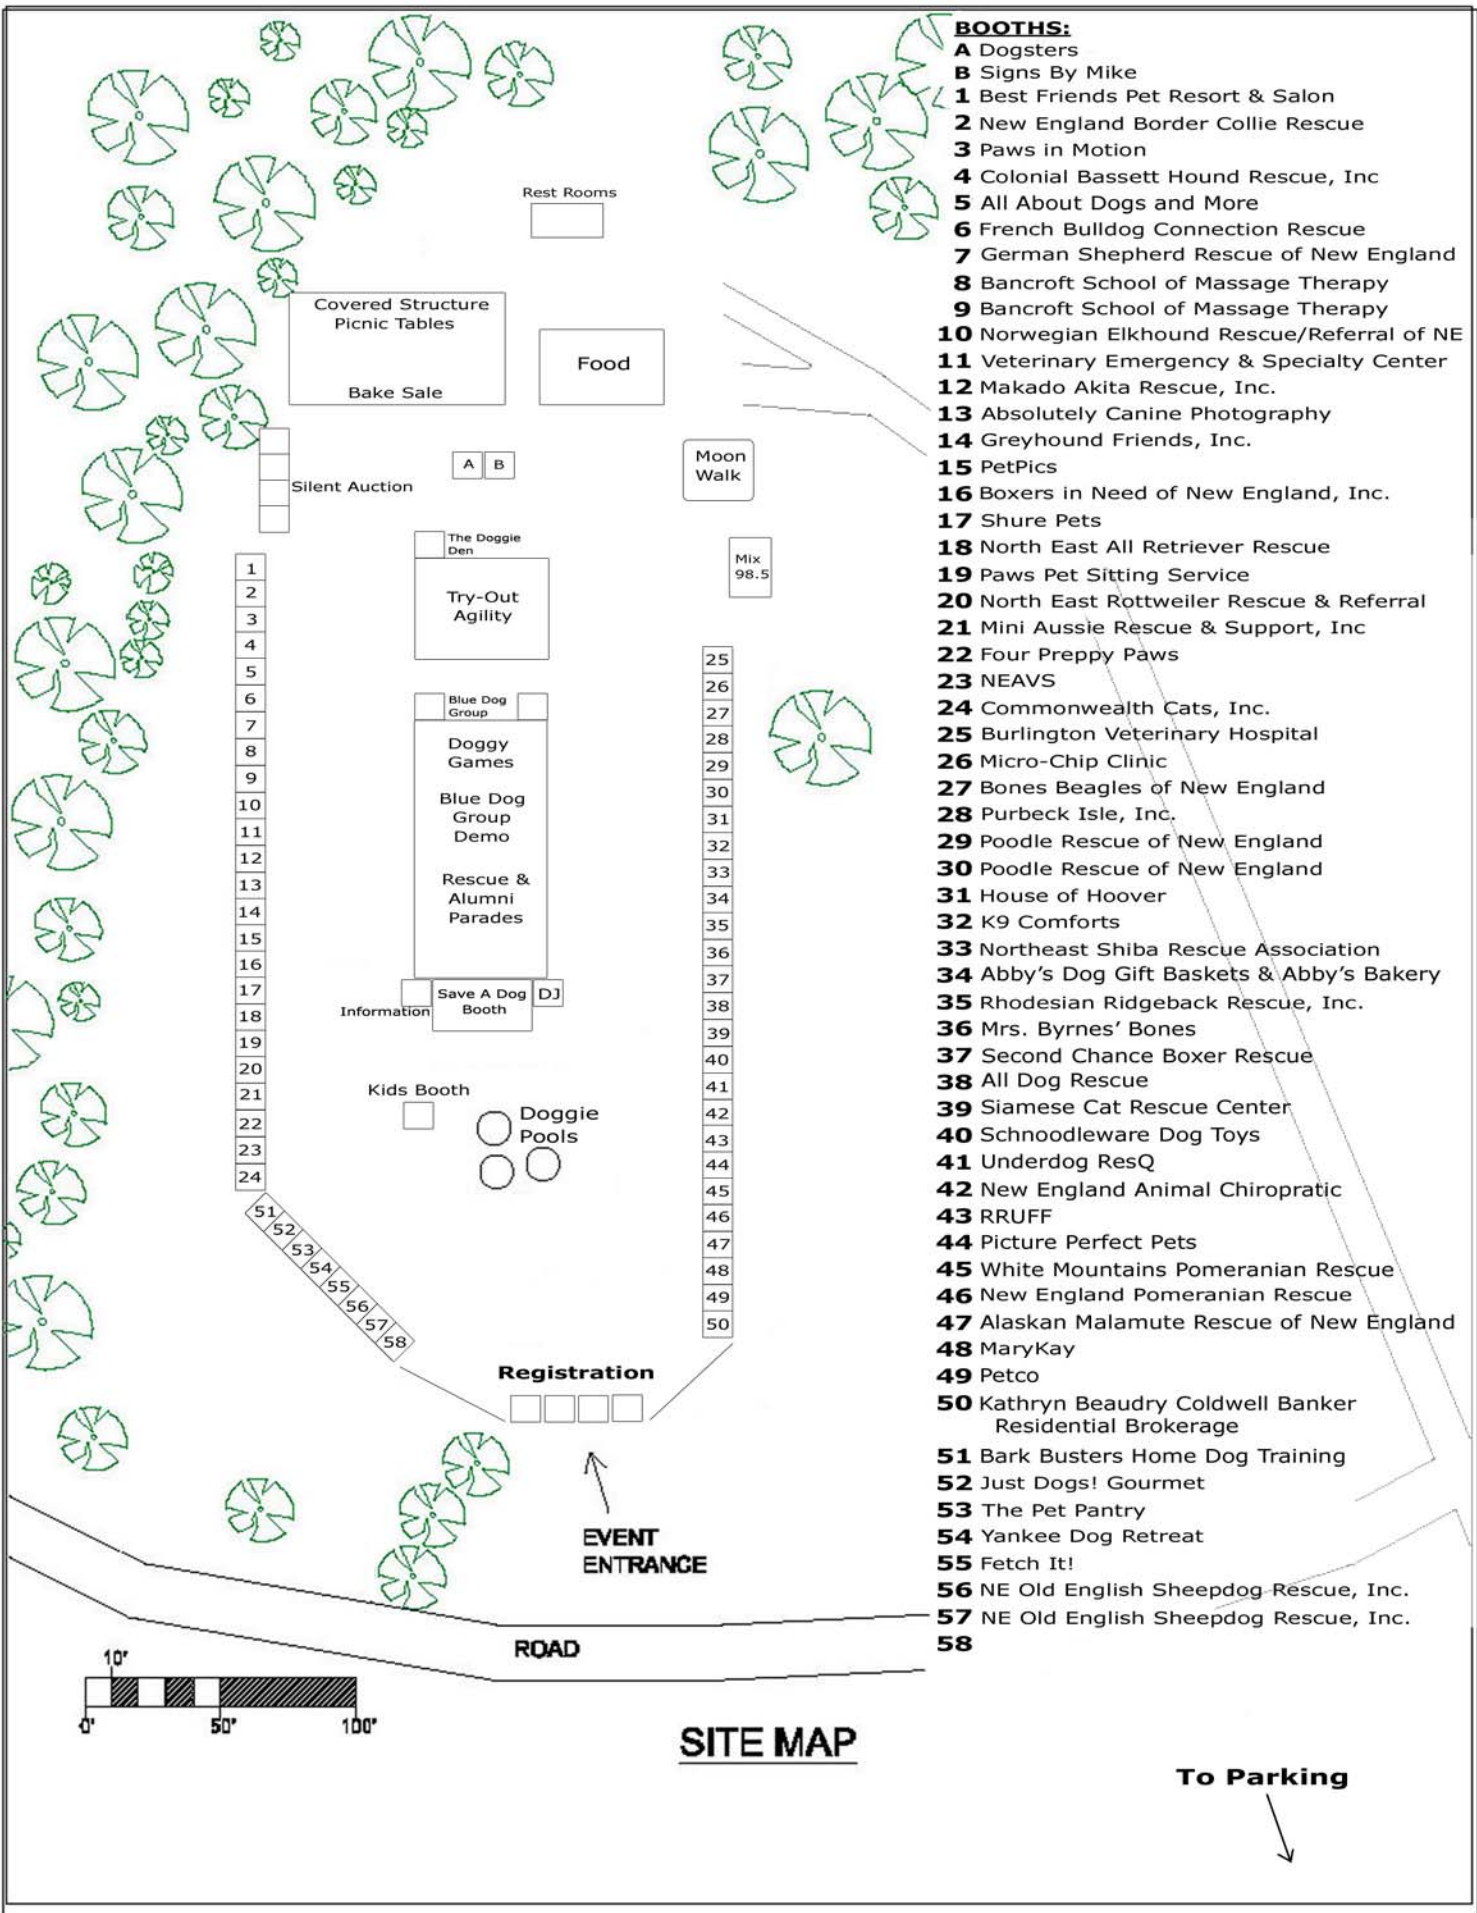 BOOTHS:
A Dogsters
B Signs By Mike
1 Best Friends Pet Resort & Salon
2 New England Border Collie Rescue
3 Paws in Motion
4 Colonial Bassett Hound Rescue, Inc
5 All About Dogs and More
6 French Bulldog Connection Rescue
7 German Shepherd Rescue of New England
8 Bancroft School of Massage Therapy
9 Bancroft School of Massage Therapy
10 Norwegian Elkhound Rescue/Referral of NE
11 Veterinary Emergency & Specialty Center
12 Makado Akita Rescue, Inc.
13 Absolutely Canine Photography
14 Greyhound Friends, Inc.
15 PetPics
16 Boxers in Need of New England, Inc.
17 Shure Pets
18 North East All Retriever Rescue
19 Paws Pet Sitting Service
20 North East Rottweiler Rescue & Referral
21 Mini Aussie Rescue & Support, Inc
22 Four Preppy Paws
23 NEAVS
24 Commonwealth Cats, Inc.
25 Burlington Veterinary Hospital
26 Micro-Chip Clinic
27 Bones Beagles of New England
28 Purbeck Isle, Inc.
29 Poodle Rescue of New England
30 Poodle Rescue of New England
31 House of Hoover
32 K9 Comforts
33 Northeast Shiba Rescue Association
34 Abby's Dog Gift Baskets & Abby's Bakery
35 Rhodesian Ridgeback Rescue, Inc.
36 Mrs. Byrnes' Bones
37 Second Chance Boxer Rescue
38 All Dog Rescue
39 Siamese Cat Rescue Center
40 Schnoodleware Dog Toys
41 Underdog ResQ
42 New England Animal Chiropratic
43 RRUFF
44 Picture Perfect Pets
45 White Mountains Pomeranian Rescue
46 New England Pomeranian Rescue
47 Alaskan Malamute Rescue of New England
48 MaryKay
49 Petco
50 Kathryn Beaudry Coldwell Banker
Residential Brokerage
51 Bark Busters Home Dog Training
52 Just Dogs! Gourmet
53 The Pet Pantry
54 Yankee Dog Retreat
55 Fetch It!
56 NE Old English Sheepdog Rescue, Inc.
57 NE Old English Sheepdog Rescue, Inc.
58
Rest Rooms
Covered Structure
Picnic Tables
Bake Sale
Food
Silent Auction
A
B
Moon
Walk
The Doggie
Den
Try-Out
Agility
Mix
98.5
Blue Dog
Group
Doggy
Games
Blue Dog
Group
Demo
Rescue &
Alumni
Parades
Information
Save A Dog
Booth
DJ
Kids Booth
Doggie
Pools
1
2
3
4
5
6
7
8
9
10
11
12
13
14
15
16
17
18
19
20
21
22
23
24
51
52
53
54
55
56
57
58
25
26
27
28
29
30
31
32
33
34
35
36
37
38
39
40
41
42
43
44
45
46
47
48
49
50
Registration
EVENT
ENTRANCE
ROAD
10'
0'
50'
100'
SITE MAP
To Parking